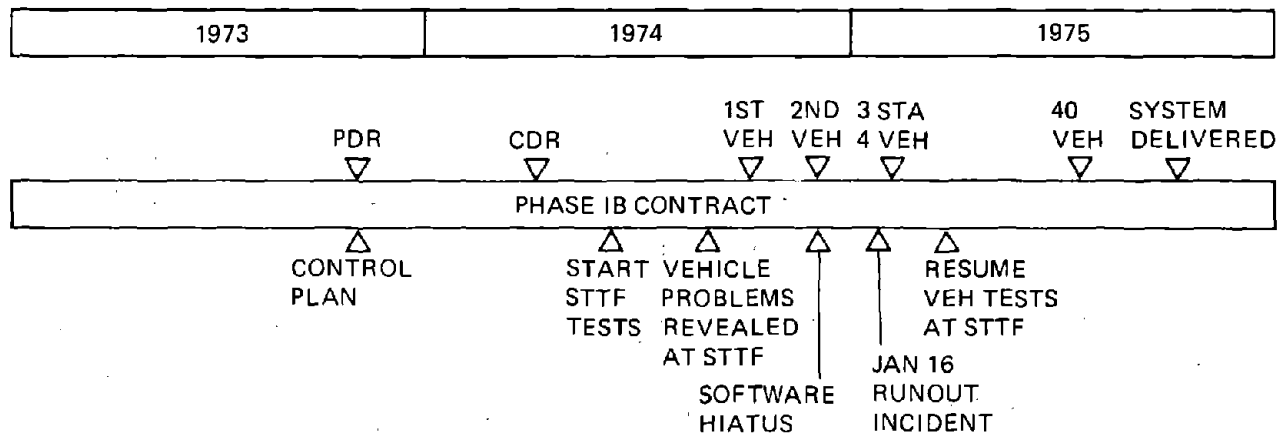 1973 1974 1975
1ST 2ND 3 STA 40 SYSTEM
PDR CDR VEH VEH 4 VEH VEH DELIVERED
PHASE IB CONTRACT
CONTROL START VEHICLE RESUME
PLAN STTF PROBLEMS VEH TESTS
TESTS REVEALED AT STTF
AT STTF JAN 16
SOFTWARE RUNOUT
HIATUS INCIDENT